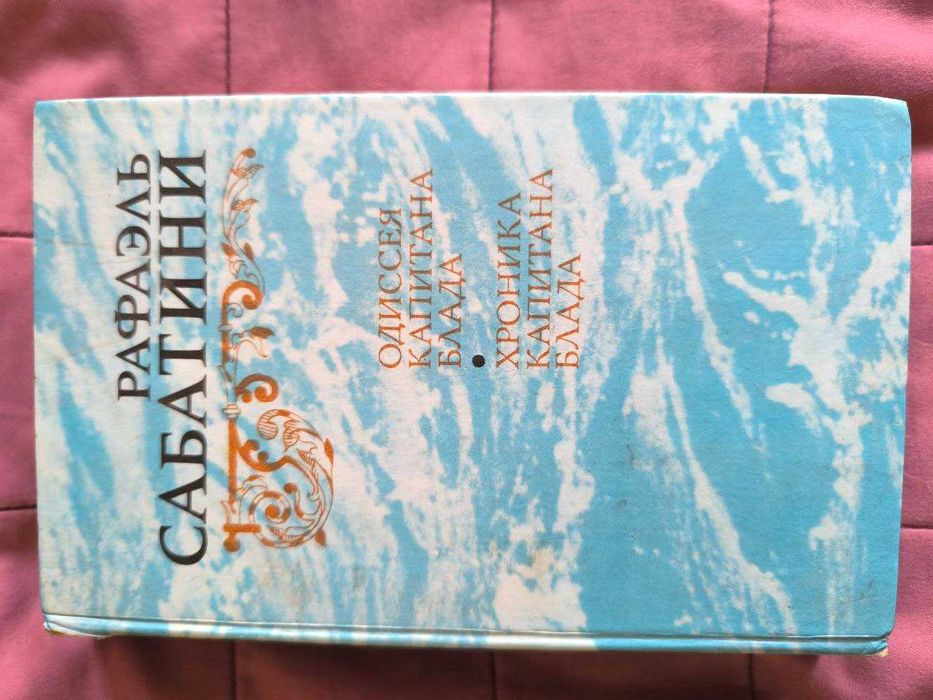 РАФАЭЛЬ
САБАТИНИ
ОДИССЕЯ
КАПИТАНА
БЛАДА
•
ХРОНИКА
КАПИТАНА
БЛАДА